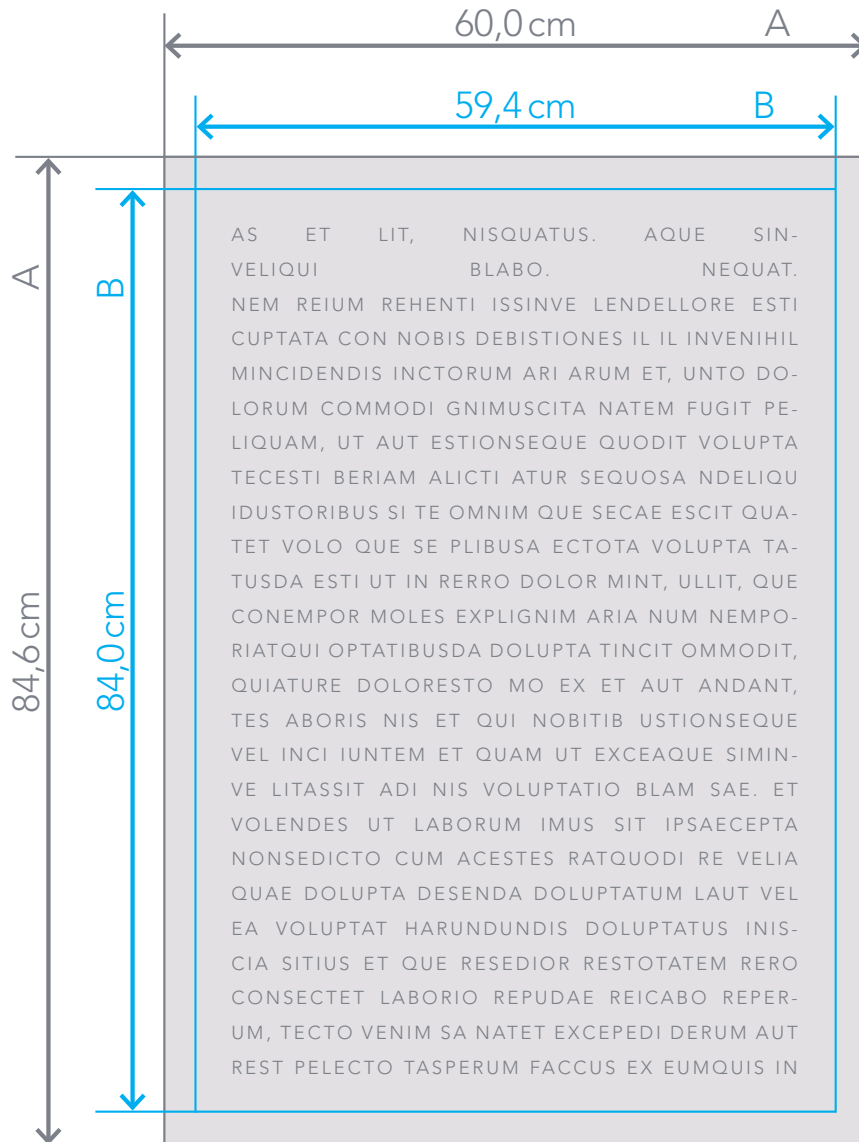 60,0 cm A
59,4 cm B
A
B
84,6 cm
84,0 cm
AS ET LIT, NISQUATUS. AQUE SIN-
VELIQUI BLABO. NEQUAT.
NEM REIUM REHENTI ISSINVE LENDELLORE ESTI
CUPTATA CON NOBIS DEBISTIONES IL IL INVENIHIL
MINCIDENDIS INCTORUM ARI ARUM ET, UNTO DO-
LORUM COMMODI GNIMUSCITA NATEM FUGIT PE-
LIQUAM, UT AUT ESTIONSEQUE QUODIT VOLUPTA
TECESTI BERIAM ALICTI ATUR SEQUOSA NDELIQU
IDUSTORIBUS SI TE OMNIM QUE SECAE ESCIT QUA-
TET VOLO QUE SE PLIBUSA ECTOTA VOLUPTA TA-
TUSDA ESTI UT IN RERRO DOLOR MINT, ULLIT, QUE
CONEMPOR MOLES EXPLIGNIM ARIA NUM NEMPO-
RIATQUI OPTATIBUSDA DOLUPTA TINCIT OMMODIT,
QUIATURE DOLORESTO MO EX ET AUT ANDANT,
TES ABORIS NIS ET QUI NOBITIB USTIONSEQUE
VEL INCI IUNTEM ET QUAM UT EXCEAQUE SIMIN-
VE LITASSIT ADI NIS VOLUPTATIO BLAM SAE. ET
VOLENDES UT LABORUM IMUS SIT IPSAECEPTA
NONSEDICTO CUM ACESTES RATQUODI RE VELIA
QUAE DOLUPTA DESENDA DOLUPTATUM LAUT VEL
EA VOLUPTAT HARUNDUNDIS DOLUPTATUS INIS-
CIA SITIUS ET QUE RESEDIOR RESTOTATEM RERO
CONSECTET LABORIO REPUDAE REICABO REPER-
UM, TECTO VENIM SA NATET EXCEPEDI DERUM AUT
REST PELECTO TASPERUM FACCUS EX EUMQUIS IN